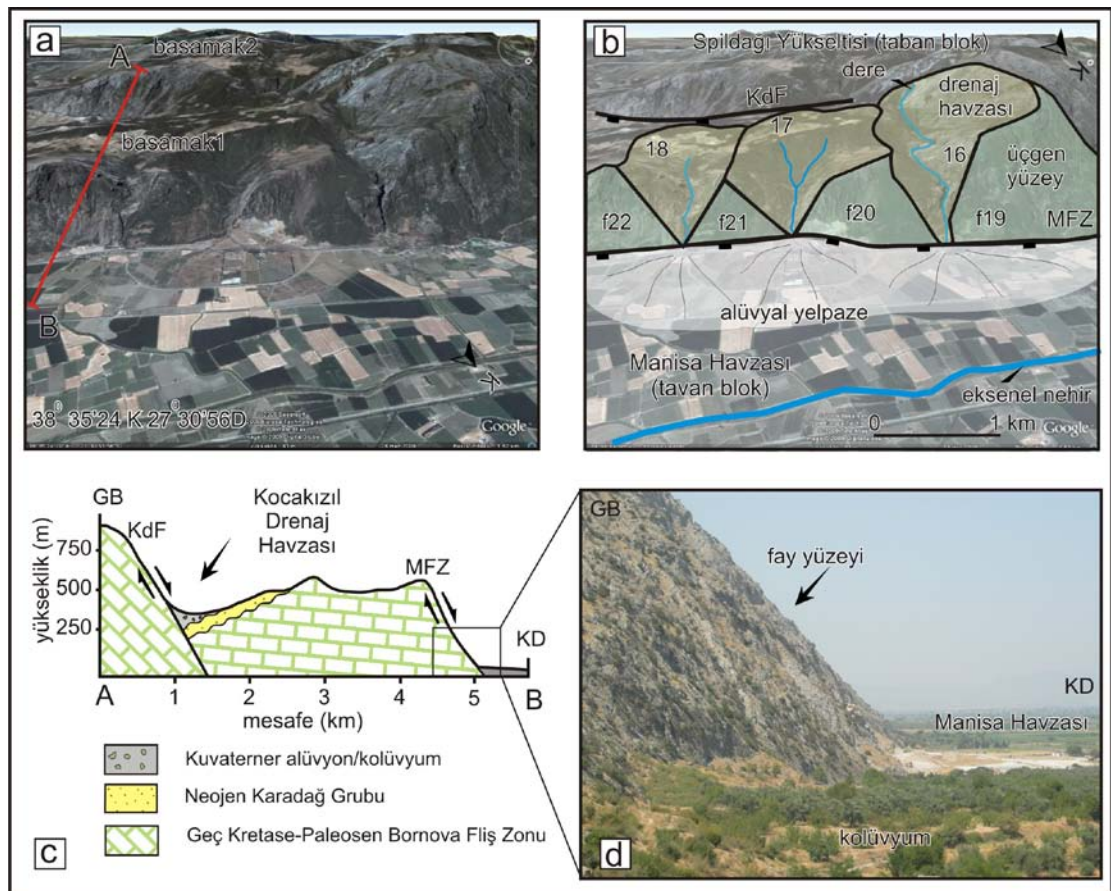 a
basamak2
A
basamak1
B
38° 35'24 K 27° 30'56D
K
Google
b
Spildagı Yükseltisi (taban blok)
dere
K
KdF
drenaj
havzası
18
17
16
üçgen
yüzey
f22
f21
f20
f19
MFZ
alüvyal yelpaze
Manisa Havzası
(tavan blok)
eksenel nehir
0 1 km
Google
GB
KdF
Kocakızıl
Drenaj
Havzası
MFZ
KD
yükseklik (m)
750
500
250
A 1 2 3 4 5 B
mesafe (km)
Kuvaterner alüvyon/kolüvyum
Neojen Karadağ Grubu
Geç Kretase-Paleosen Bornova Fliş Zonu
c
GB
fay yüzeyi
KD
Manisa Havzası
kolüvyum
d